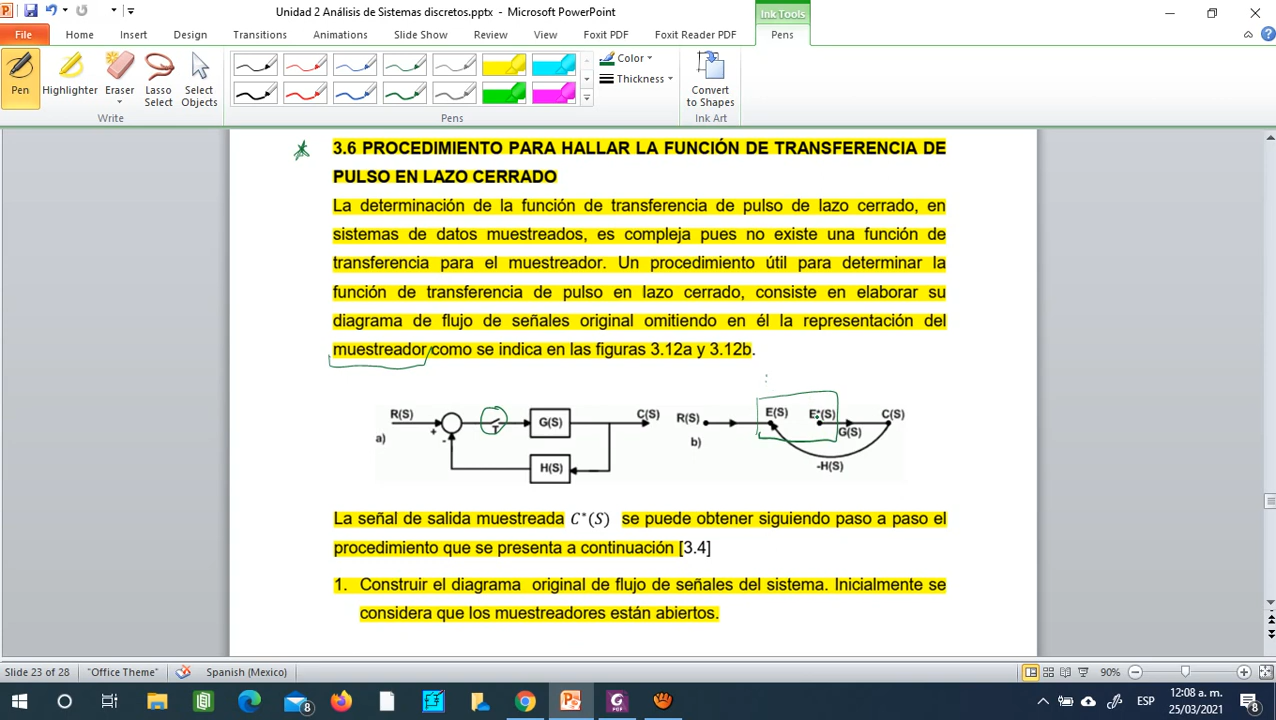 Unidad 2 Análisis de Sistemas discretos.pptx - Microsoft PowerPoint
Ink Tools
File Home Insert Design Transitions Animations Slide Show Review View Foxit PDF Foxit Reader PDF Pens
Pen Highlighter Eraser Lasso Select Select Objects
Color
Thickness
Convert to Shapes
Write Pens Ink Art
3.6 PROCEDIMIENTO PARA HALLAR LA FUNCIÓN DE TRANSFERENCIA DE
PULSO EN LAZO CERRADO
La determinación de la función de transferencia de pulso de lazo cerrado, en
sistemas de datos muestreados, es compleja pues no existe una función de
transferencia para el muestreador. Un procedimiento útil para determinar la
función de transferencia de pulso en lazo cerrado, consiste en elaborar su
diagrama de flujo de señales original omitiendo en él la representación del
muestreador como se indica en las figuras 3.12a y 3.12b.
R(S) + - T G(S) C(S) H(S) a)
R(S) E(S) E*(S) G(S) C(S) -H(S) b)
La señal de salida muestreada C*(S) se puede obtener siguiendo paso a paso el
procedimiento que se presenta a continuación [3.4]
1. Construir el diagrama original de flujo de señales del sistema. Inicialmente se
considera que los muestreadores están abiertos.
Slide 23 of 28 "Office Theme" Spanish (Mexico) 90%
8 ESP 12:08 a. m. 8
25/03/2021